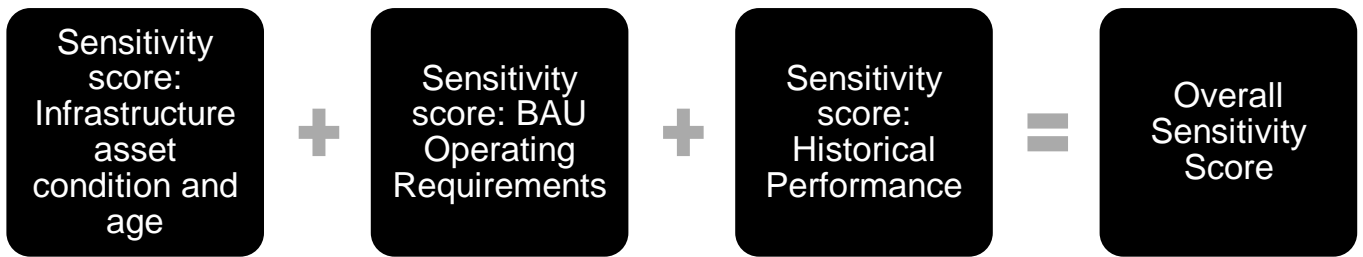 Sensitivity
score:
Infrastructure
asset
condition and
age
+
Sensitivity
score: BAU
Operating
Requirements
+
Sensitivity
score:
Historical
Performance
=
Overall
Sensitivity
Score